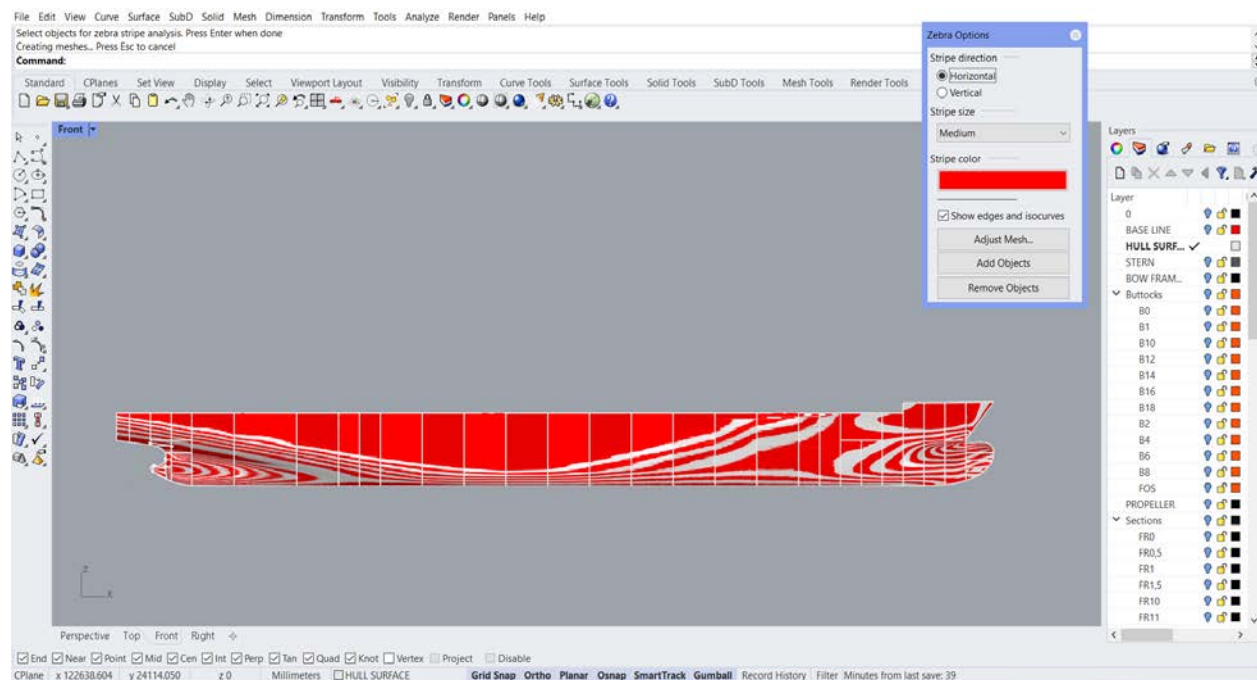 File Edit View Curve Surface SubD Solid Mesh Dimension Transform Tools Analyze Render Panels Help
Select objects for zebra stripe analysis. Press Enter when done
Creating meshes... Press Esc to cancel
Command:
Standard CPlanes Set View Display Select Viewport Layout Visibility Transform Curve Tools Surface Tools Solid Tools SubD Tools Mesh Tools Render Tools
Front
Zebra Options
Stripe direction
Horizontal
Vertical
Stripe size
Medium
Stripe color
Show edges and isocurves
Adjust Mesh...
Add Objects
Remove Objects
Layers
Layer
0
BASE LINE
HULL SURF...
STERN
BOW FRAM...
Buttocks
B0
B1
B10
B12
B14
B16
B18
B2
B4
B6
B8
FOS
PROPELLER
Sections
FR0
FR0,5
FR1
FR1,5
FR10
FR11
z
x
Perspective Top Front Right
End Near Point Mid Cen Int Perp Tan Quad Knot Vertex Project Disable
CPlane x 122638.604 y 24114.050 z 0 Millimeters HULL SURFACE Grid Snap Ortho Planar Osnap SmartTrack Gumball Record History Filter Minutes from last save: 39